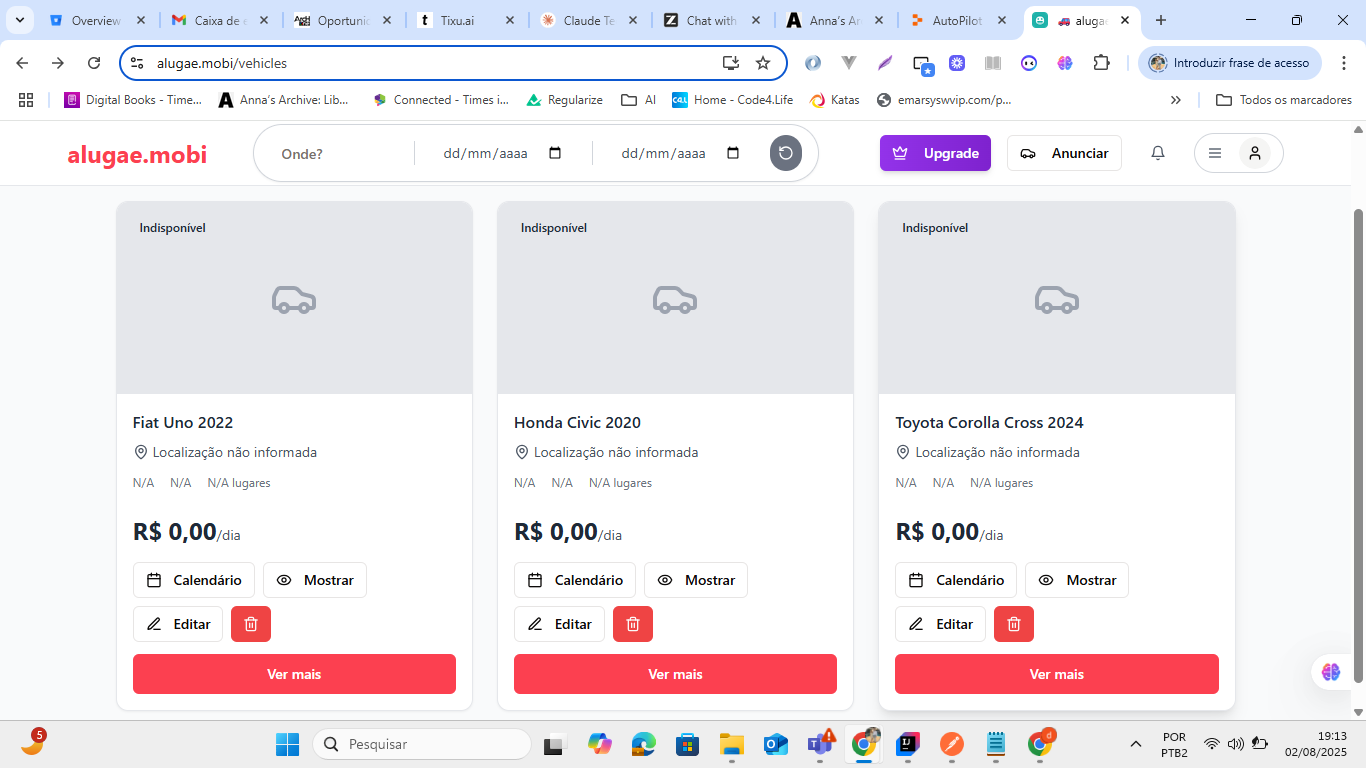 Overview
Caixa de e
Oportunid
Tixu.ai
Claude Te
Chat with
Anna's Ar
AutoPilot
alugae
alugae.mobi/vehicles
Introduzir frase de acesso
Digital Books - Time...
Anna's Archive: Lib...
Connected - Times i...
Regularize
AI
Home - Code4.Life
Katas
emarsyswvip.com/p...
Todos os marcadores
alugae.mobi
Onde?
dd/mm/aaaa
dd/mm/aaaa
Upgrade
Anunciar
Indisponível
Indisponível
Indisponível
Fiat Uno 2022
Honda Civic 2020
Toyota Corolla Cross 2024
Localização não informada
Localização não informada
Localização não informada
N/A N/A N/A lugares
N/A N/A N/A lugares
N/A N/A N/A lugares
R$ 0,00/dia
R$ 0,00/dia
R$ 0,00/dia
Calendário Mostrar
Calendário Mostrar
Calendário Mostrar
Editar
Editar
Editar
Ver mais
Ver mais
Ver mais
5
Pesquisar
POR
PTB2
19:13
02/08/2025